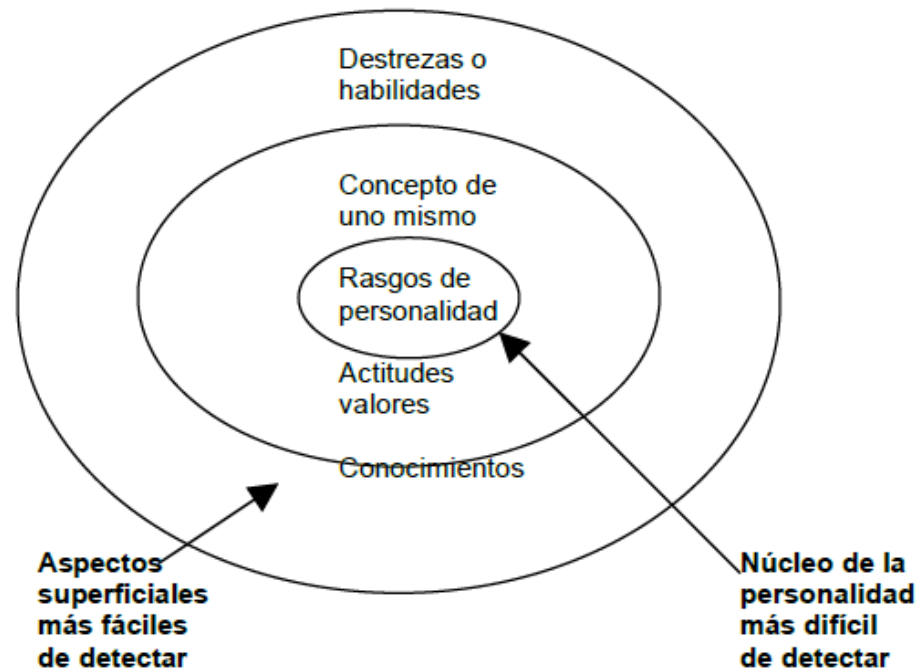 Destrezas o
habilidades
Concepto de
uno mismo
Rasgos de
personalidad
Actitudes
valores
Conocimientos
Aspectos
superficiales
más fáciles
de detectar
Núcleo de la
personalidad
más difícil
de detectar